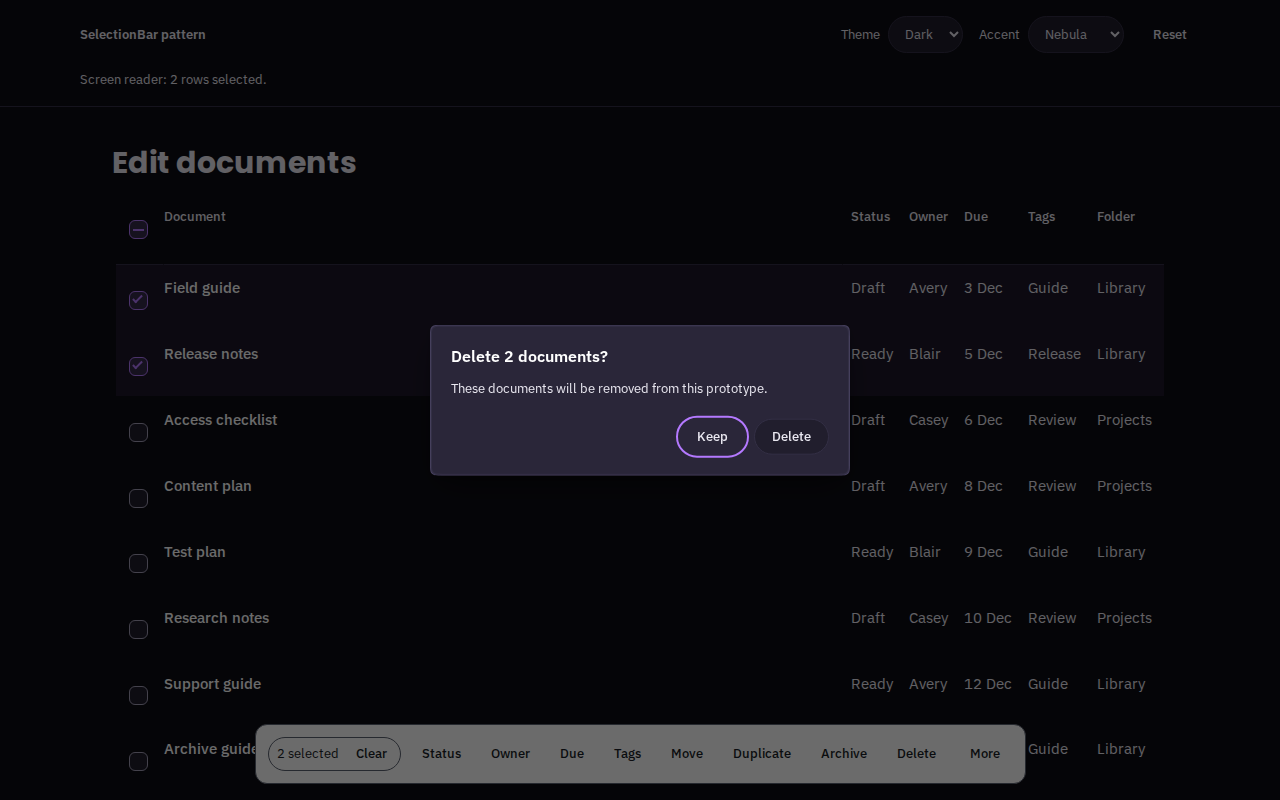 SelectionBar pattern
Theme Dark Accent Nebula Reset
Screen reader: 2 rows selected.
Edit documents
Document Status Owner Due Tags Folder
Field guide Draft Avery 3 Dec Guide Library
Release notes Ready Blair 5 Dec Release Library
Delete 2 documents?
These documents will be removed from this prototype.
Keep Delete
Access checklist Draft Casey 6 Dec Review Projects
Content plan Draft Avery 8 Dec Review Projects
Test plan Ready Blair 9 Dec Guide Library
Research notes Draft Casey 10 Dec Review Projects
Support guide Ready Avery 12 Dec Guide Library
Archive guide Guide Library
2 selected Clear Status Owner Due Tags Move Duplicate Archive Delete More